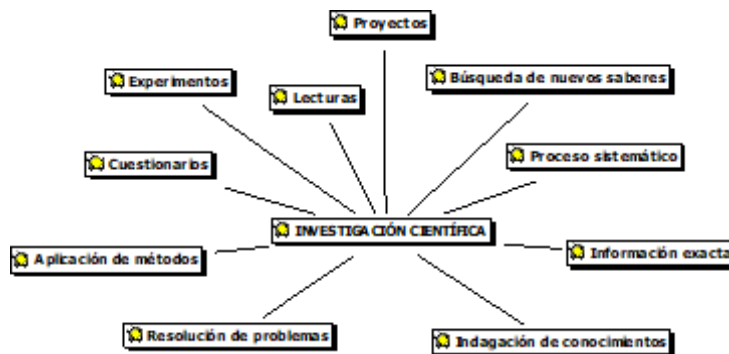 Proyectos
Experimentos
Búsqueda de nuevos saberes
Lecturas
Cuestionarios
Proceso sistemático
INVESTIGACIÓN CIENTÍFICA
Aplicación de métodos
Información exacta
Resolución de problemas
Indagación de conocimientos